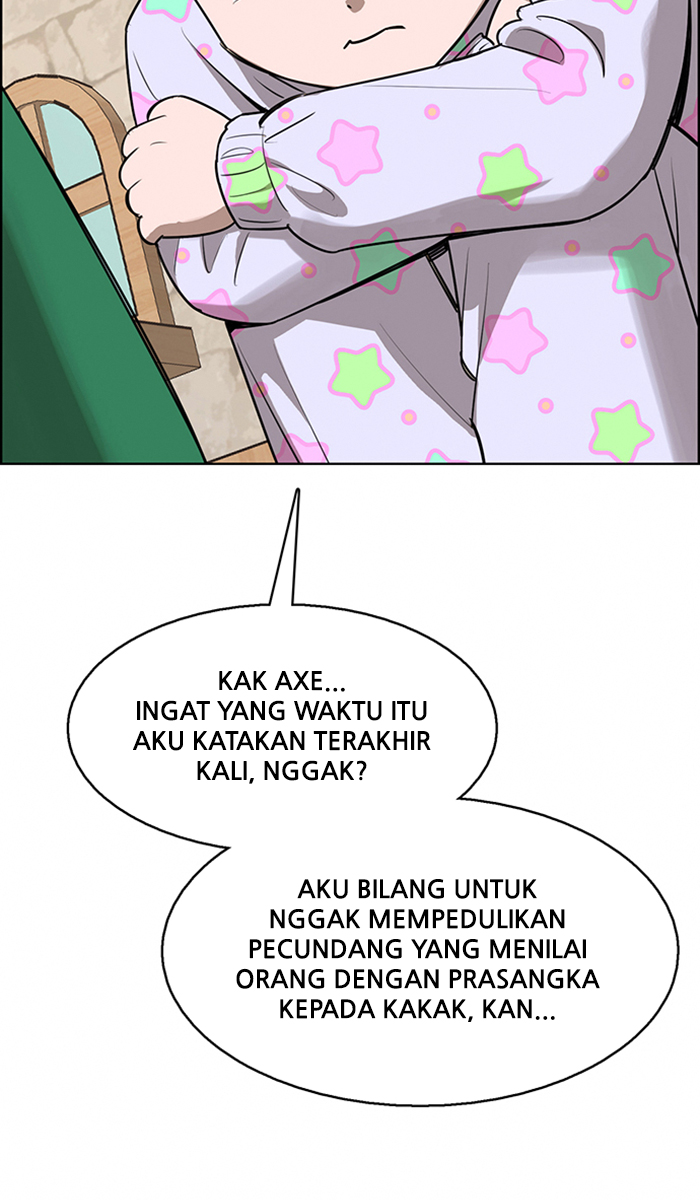 KAK AXE...
INGAT YANG WAKTU ITU
AKU KATAKAN TERAKHIR
KALI, NGGAK?
AKU BILANG UNTUK
NGGAK MEMPEDULIKAN
PECUNDANG YANG MENILAI
ORANG DENGAN PRASANGKA
KEPADA KAKAK, KAN...